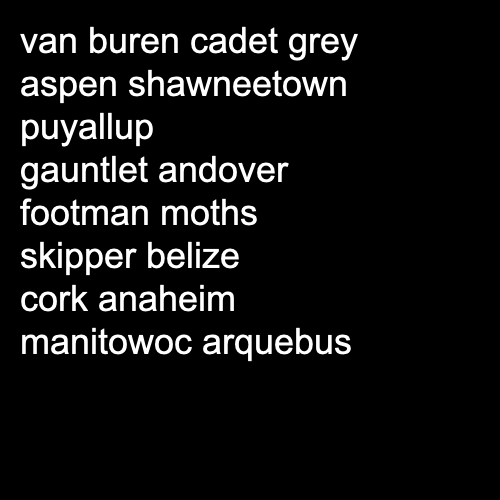 van buren cadet grey
aspen shawneetown
puyallup
gauntlet andover
footman moths
skipper belize
cork anaheim
manitowoc arquebus